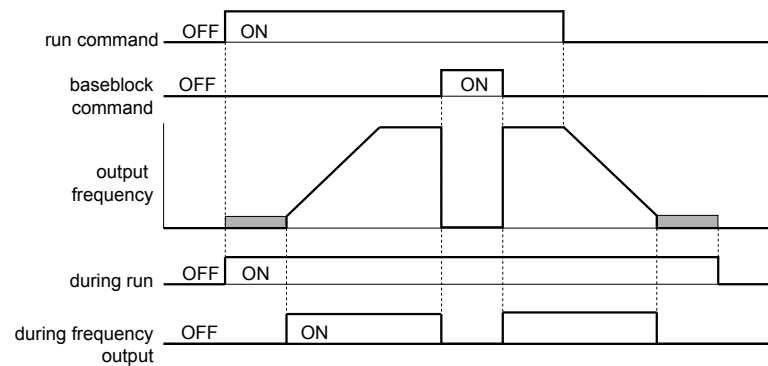 run command OFF ON
baseblock
command
OFF ON
output
frequency
during run OFF ON
during frequency
output
OFF ON